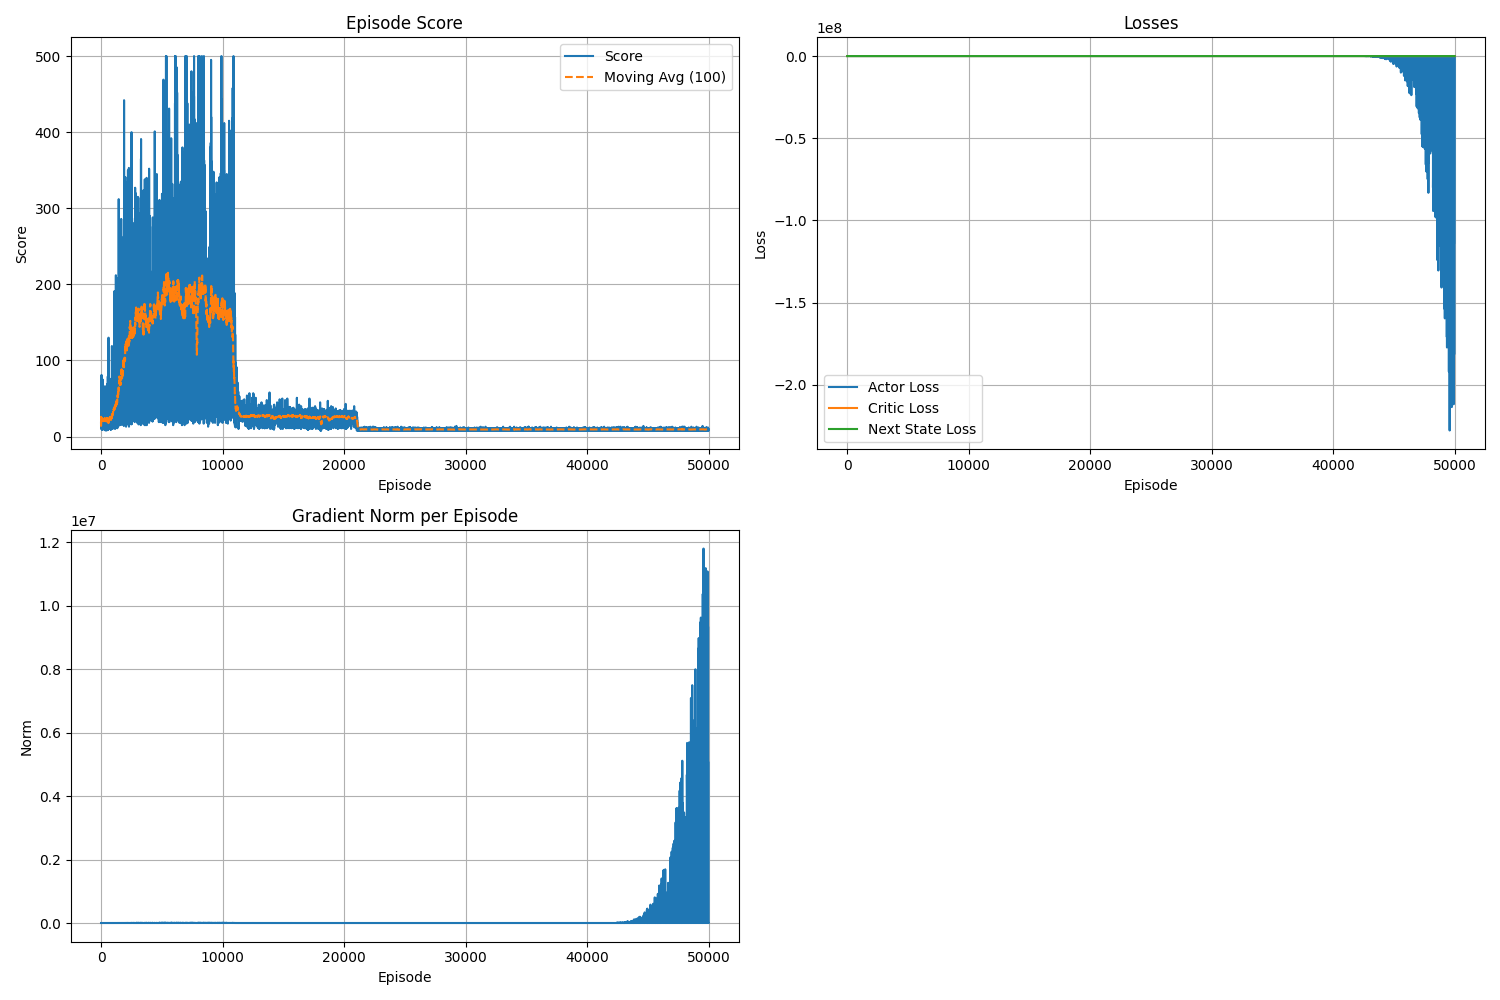 Episode Score
Score
Moving Avg (100)
500
400
300
200
100
0
Score
0
10000
20000
30000
40000
50000
Episode
Losses
1e8
0.0
−0.5
−1.0
−1.5
−2.0
Loss
Actor Loss
Critic Loss
Next State Loss
0
10000
20000
30000
40000
50000
Episode
Gradient Norm per Episode
1e7
1.2
1.0
0.8
0.6
0.4
0.2
0.0
Norm
0
10000
20000
30000
40000
50000
Episode